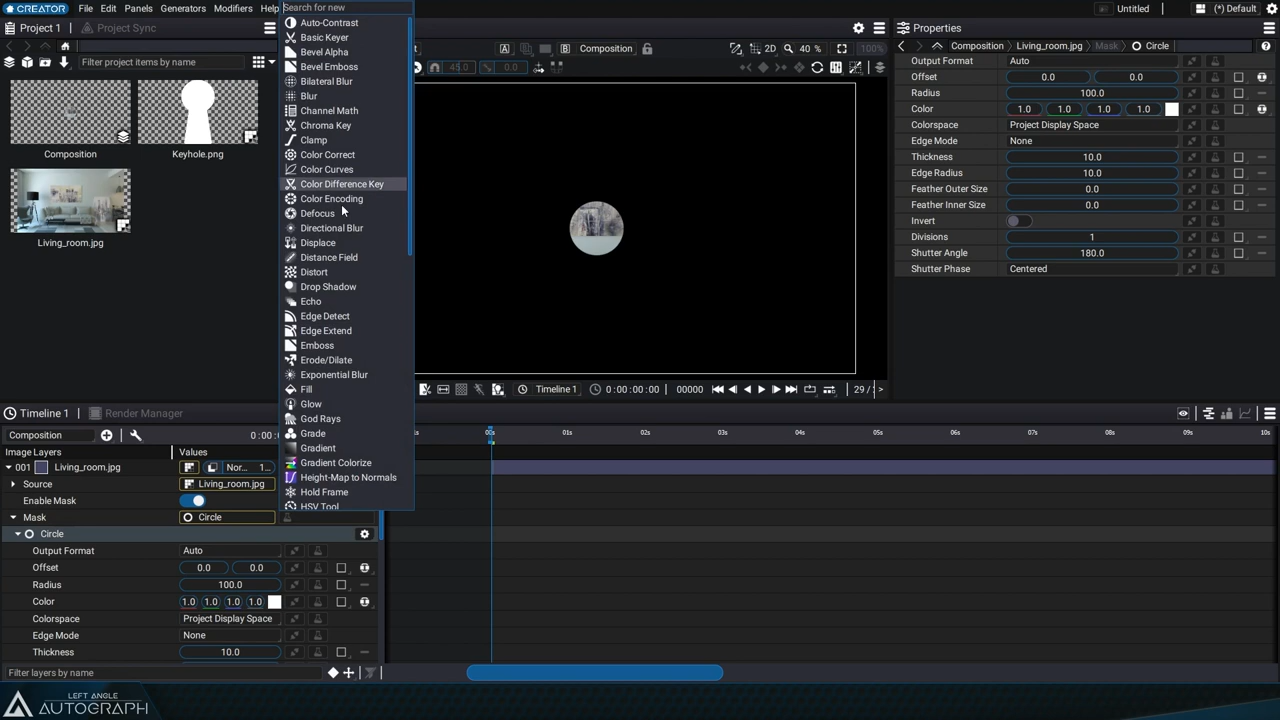 CREATOR File Edit Panels Generators Modifiers Help Search for new Untitled (*) Default
Project 1 Project Sync
Filter project items by name
Composition Keyhole.png
Living_room.jpg
Auto-Contrast
Basic Keyer
Bevel Alpha
Bevel Emboss
Bilateral Blur
Blur
Channel Math
Chroma Key
Clamp
Color Correct
Color Curves
Color Difference Key
Color Encoding
Defocus
Directional Blur
Displace
Distance Field
Distort
Drop Shadow
Echo
Edge Detect
Edge Extend
Emboss
Erode/Dilate
Exponential Blur
Fill
Glow
God Rays
Grade
Gradient
Gradient Colorize
Height-Map to Normals
Hold Frame
HSV Tool
A B Composition 2D 40 % 100%
45.0 0.0
Timeline 1 0:00:00:00 00000 29/ >
Properties
Composition Living_room.jpg Mask Circle
Output Format Auto
Offset 0.0 0.0
Radius 100.0
Color 1.0 1.0 1.0 1.0
Colorspace Project Display Space
Edge Mode None
Thickness 10.0
Edge Radius 10.0
Feather Outer Size 0.0
Feather Inner Size 0.0
Invert
Divisions 1
Shutter Angle 180.0
Shutter Phase Centered
Timeline 1 Render Manager
Composition 0:00:
00s 01s 02s 03s 04s 05s 06s 07s 08s 09s 10s
Image Layers Values
001 Living_room.jpg Nor... 1...
Source Living_room.jpg
Enable Mask
Mask Circle
Circle
Output Format Auto
Offset 0.0 0.0
Radius 100.0
Color 1.0 1.0 1.0 1.0
Colorspace Project Display Space
Edge Mode None
Thickness 10.0
Filter layers by name
LEFT ANGLE
AUTOGRAPH